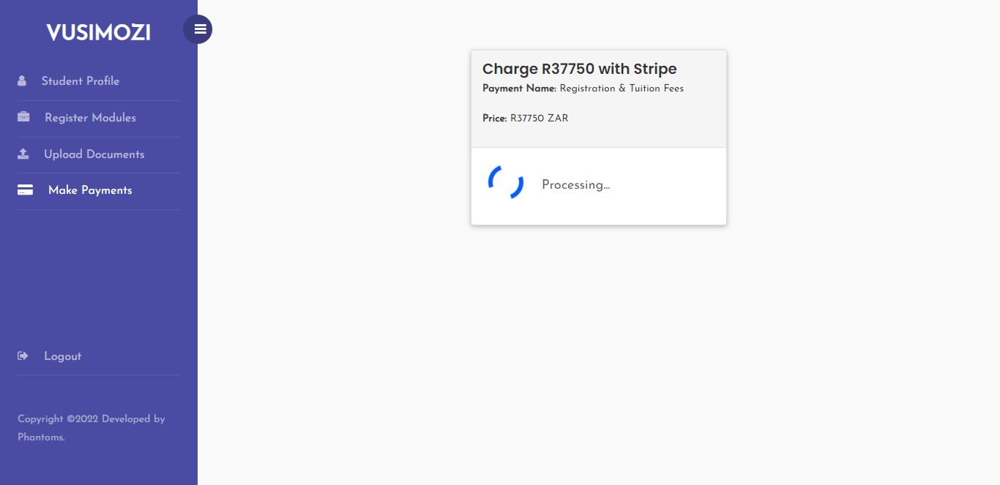 VUSIMOZI
Student Profile
Register Modules
Upload Documents
Make Payments
Logout
Copyright ©2022 Developed by
Phantoms.
Charge R37750 with Stripe
Payment Name: Registration & Tuition Fees
Price: R37750 ZAR
Processing...